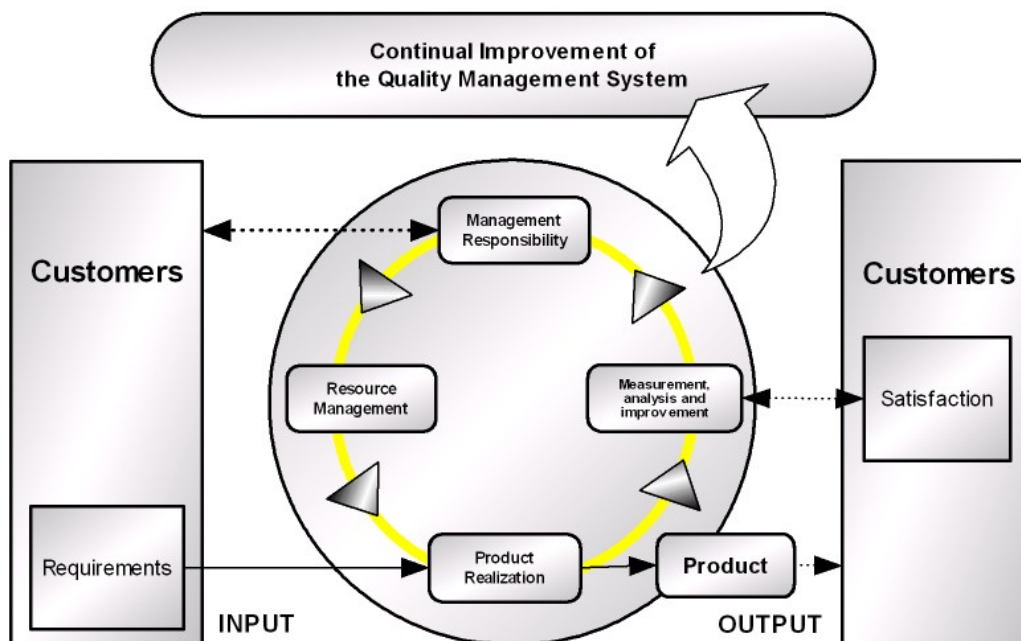 Continual Improvement of
the Quality Management System
Management
Responsibility
Customers
Customers
Resource
Management
Measurement,
analysis and
improvement
Satisfaction
Requirements
Product
Realization
Product
INPUT
OUTPUT